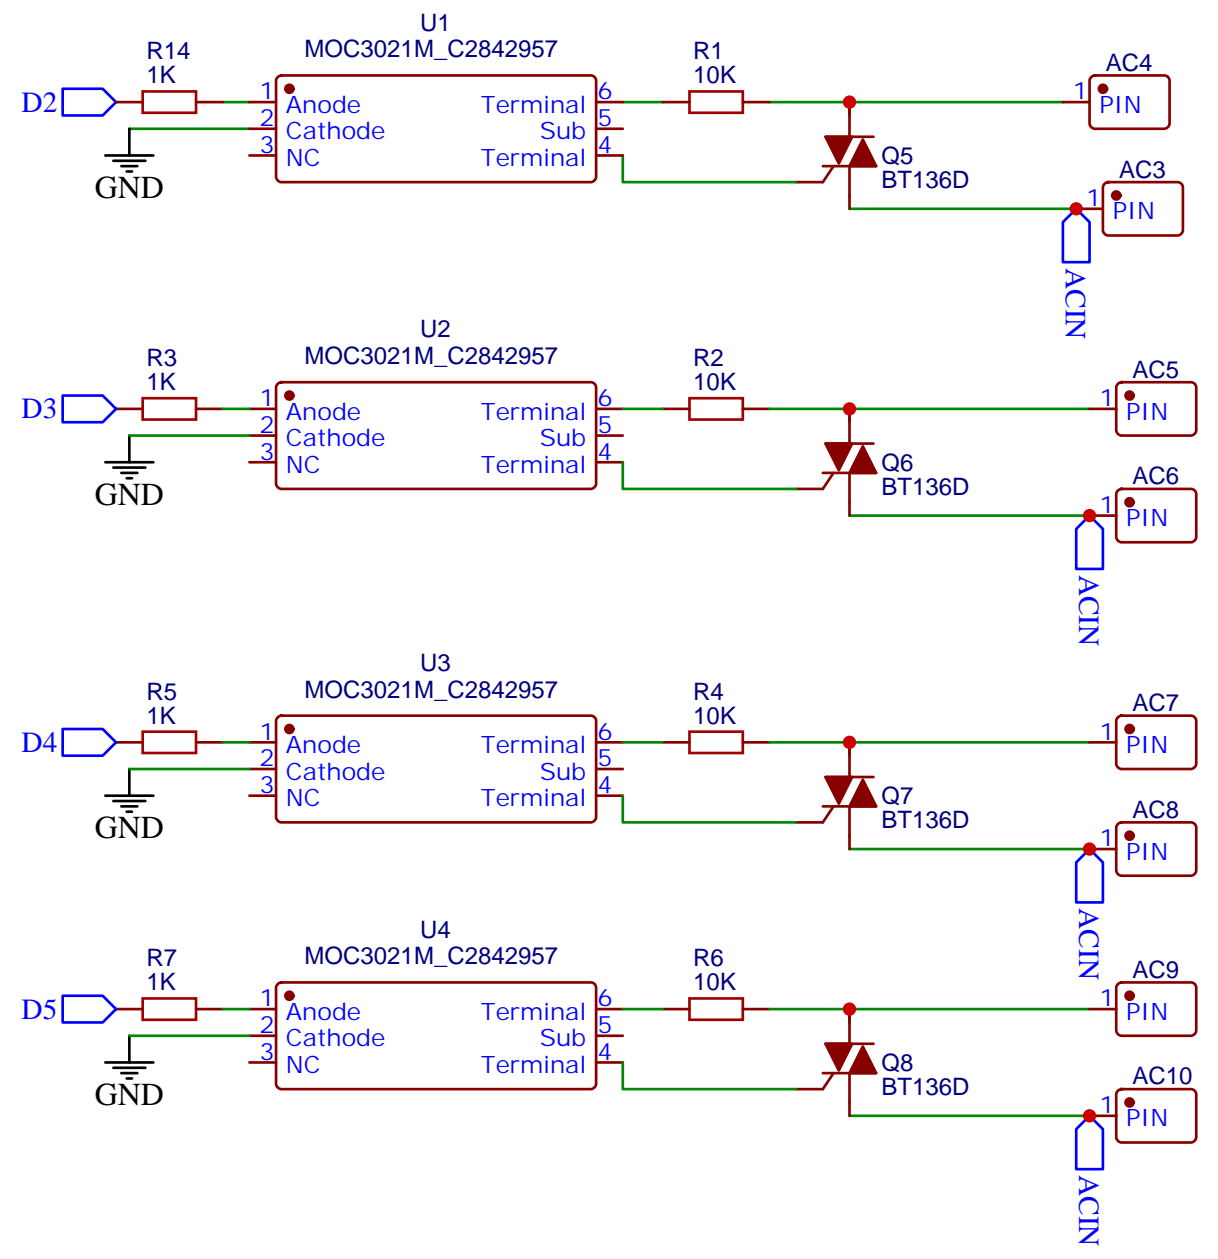 U1
MOC3021M_C2842957
R14
1K
R1
10K
AC4
D2
1
Anode
Terminal
6
1
PIN
2
Cathode
Sub
5
3
NC
Terminal
4
Q5
BT136D
AC3
1
PIN
GND
ACIN
U2
MOC3021M_C2842957
R3
1K
R2
10K
AC5
D3
1
Anode
Terminal
6
1
PIN
2
Cathode
Sub
5
3
NC
Terminal
4
Q6
BT136D
AC6
1
PIN
GND
ACIN
U3
MOC3021M_C2842957
R5
1K
R4
10K
AC7
D4
1
Anode
Terminal
6
1
PIN
2
Cathode
Sub
5
3
NC
Terminal
4
Q7
BT136D
AC8
1
PIN
GND
ACIN
U4
MOC3021M_C2842957
R7
1K
R6
10K
AC9
D5
1
Anode
Terminal
6
1
PIN
2
Cathode
Sub
5
3
NC
Terminal
4
Q8
BT136D
AC10
1
PIN
GND
ACIN